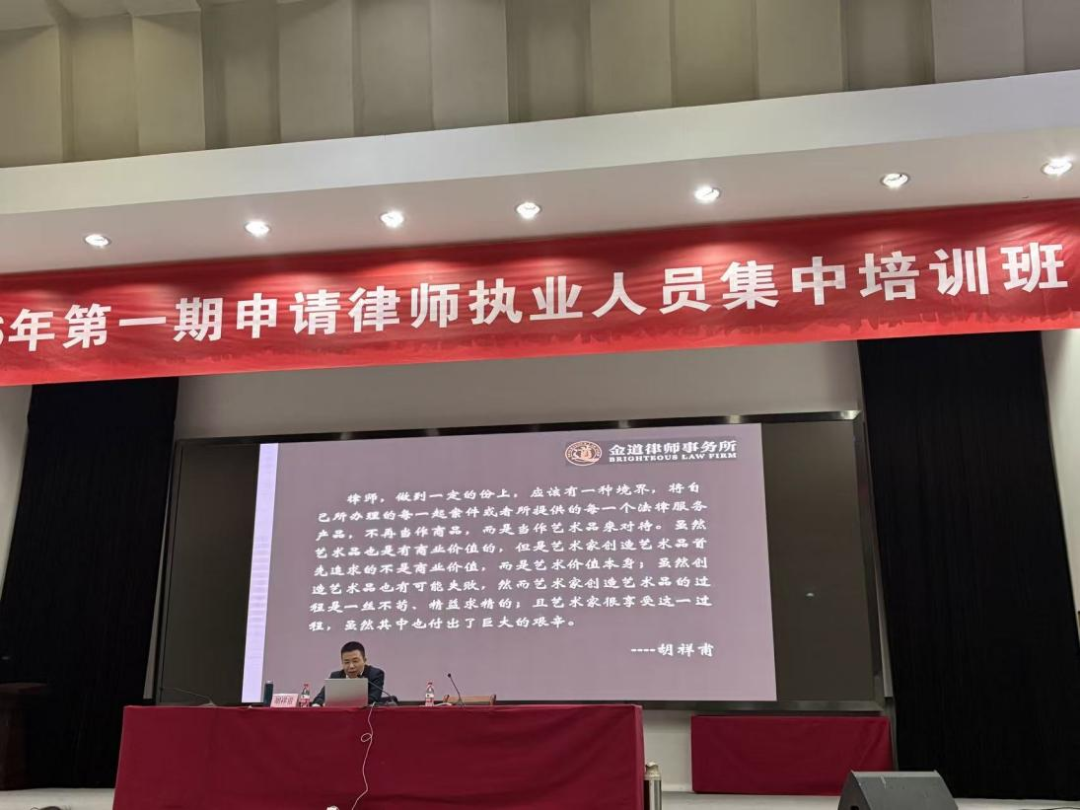 年第一期申请律师执业人员集中培训班
金道律师事务所
BRIGHTEOUS LAW FIRM
律师，做到一定的份上，应该有一种境界，将自
己所办理的每一起案件或者所提供的每一个法律服务
产品，不再当作商品，而是当作艺术品来对待。虽然
艺术品也是有商业价值的，但是艺术家创造艺术品首
先追求的不是商业价值，而是艺术价值本身；虽然创
造艺术品也有可能失败，然而艺术家创造艺术品的过
程是一丝不苟、精益求精的；且艺术家很享受这一过
程，虽然其中也付出了巨大的艰辛。
----胡祥甫
胡祥甫